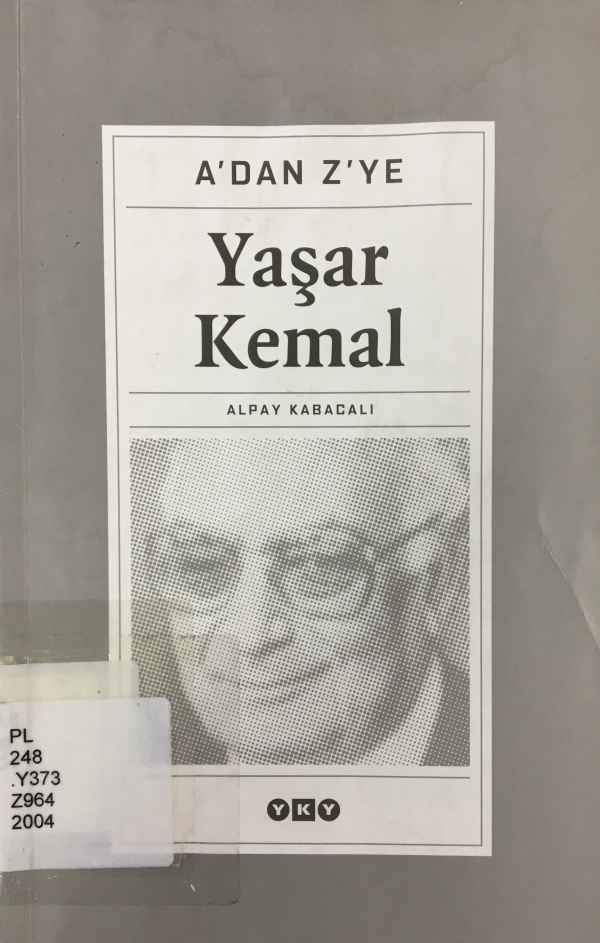 A'DAN Z'YE
Yaşar
Kemal
ALPAY KABACALI
PL
248
.Y373
Z964
2004
YKY